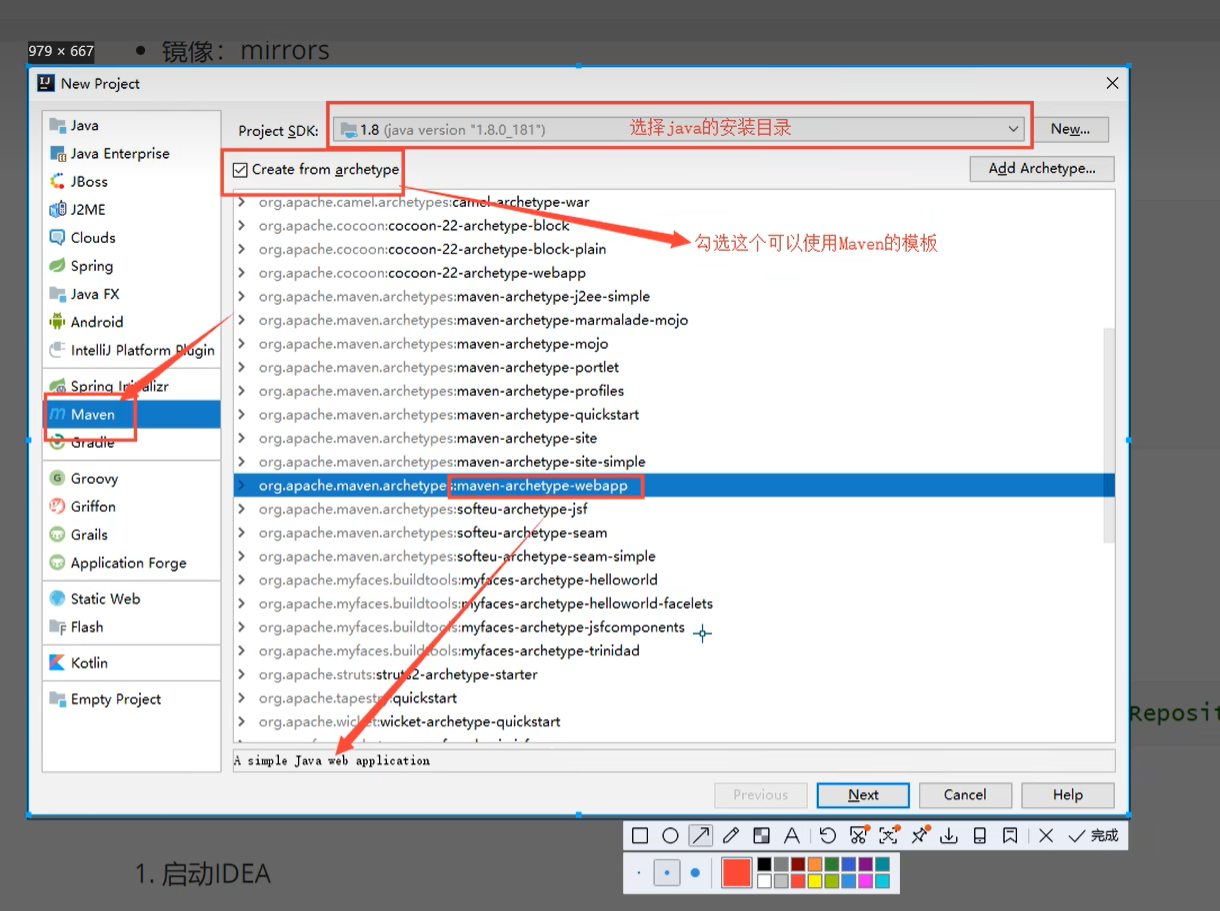 979 × 667
镜像：mirrors
New Project
Java
Java Enterprise
JBoss
J2ME
Clouds
Spring
Java FX
Android
IntelliJ Platform Plugin
Spring Initializr
Maven
Gradle
Groovy
Griffon
Grails
Application Forge
Static Web
Flash
Kotlin
Empty Project
Project SDK: 1.8 (java version "1.8.0_181") 选择java的安装目录 New...
Create from archetype Add Archetype...
org.apache.camel.archetypes:camel-archetype-war
org.apache.cocoon:cocoon-22-archetype-block
勾选这个可以使用Maven的模板
org.apache.cocoon:cocoon-22-archetype-block-plain
org.apache.cocoon:cocoon-22-archetype-webapp
org.apache.maven.archetypes:maven-archetype-j2ee-simple
org.apache.maven.archetypes:maven-archetype-marmalade-mojo
org.apache.maven.archetypes:maven-archetype-mojo
org.apache.maven.archetypes:maven-archetype-portlet
org.apache.maven.archetypes:maven-archetype-profiles
org.apache.maven.archetypes:maven-archetype-quickstart
org.apache.maven.archetypes:maven-archetype-site
org.apache.maven.archetypes:maven-archetype-site-simple
org.apache.maven.archetypes:maven-archetype-webapp
org.apache.maven.archetypes:softeu-archetype-jsf
org.apache.maven.archetypes:softeu-archetype-seam
org.apache.maven.archetypes:softeu-archetype-seam-simple
org.apache.myfaces.buildtools:myfaces-archetype-helloworld
org.apache.myfaces.buildtools:myfaces-archetype-helloworld-facelets
org.apache.myfaces.buildtools:myfaces-archetype-jsfcomponents
org.apache.myfaces.buildtools:myfaces-archetype-trinidad
org.apache.struts:struts2-archetype-starter
org.apache.tapestry:quickstart
org.apache.wicket:wicket-archetype-quickstart
A simple Java web application
Previous Next Cancel Help
Reposit
完成
1. 启动IDEA